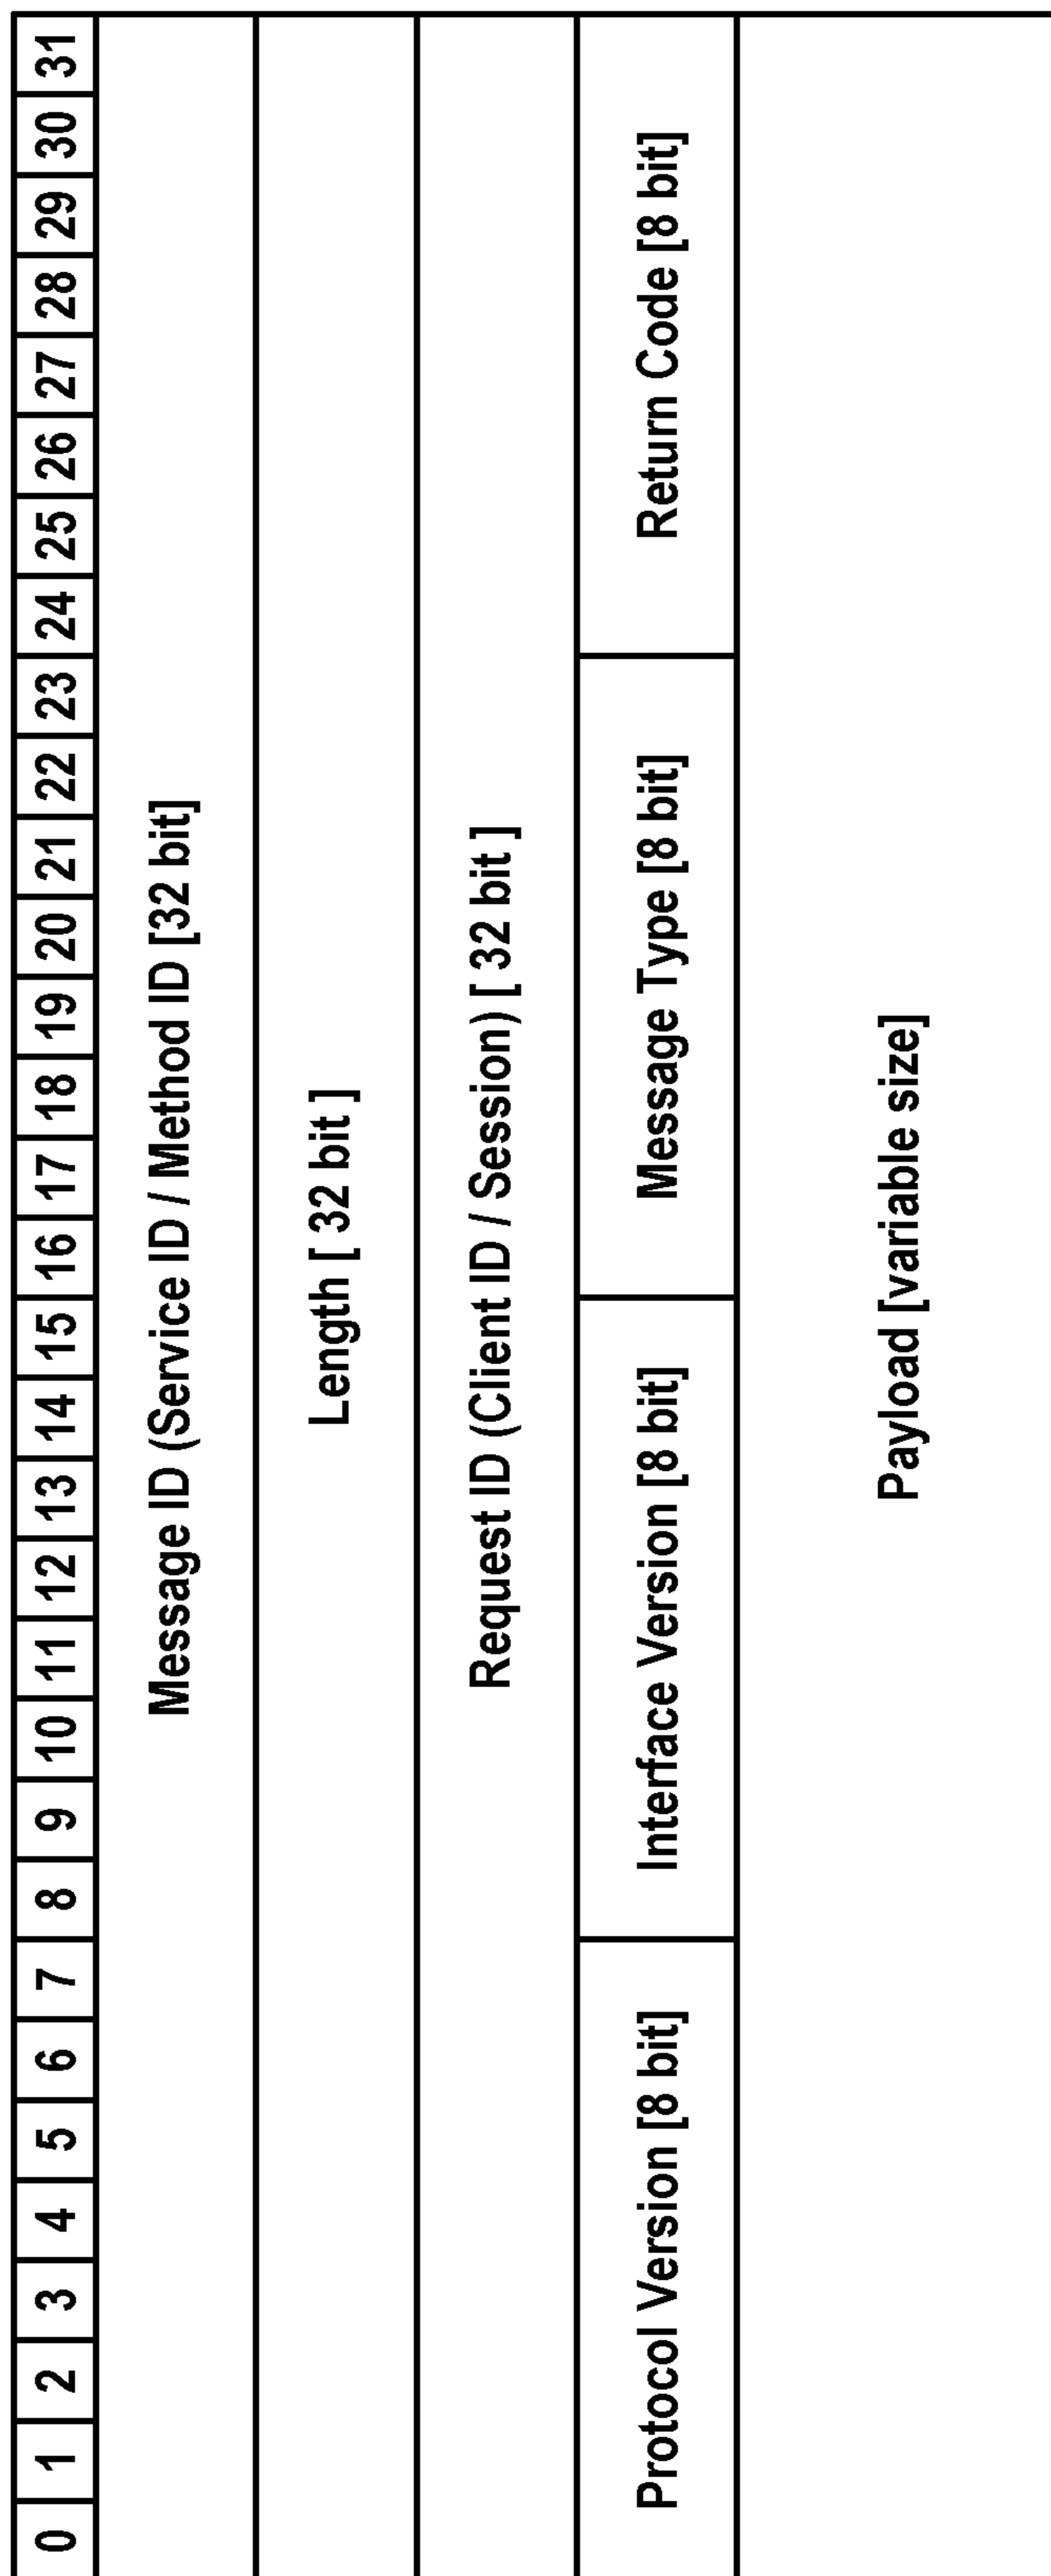 0 1 2 3 4 5 6 7 8 9 10 11 12 13 14 15 16 17 18 19 20 21 22 23 24 25 26 27 28 29 30 31
Message ID (Service ID / Method ID [32 bit]
Length [ 32 bit ]
Request ID (Client ID / Session) [ 32 bit ]
Protocol Version [8 bit] Interface Version [8 bit] Message Type [8 bit] Return Code [8 bit]
Payload [variable size]